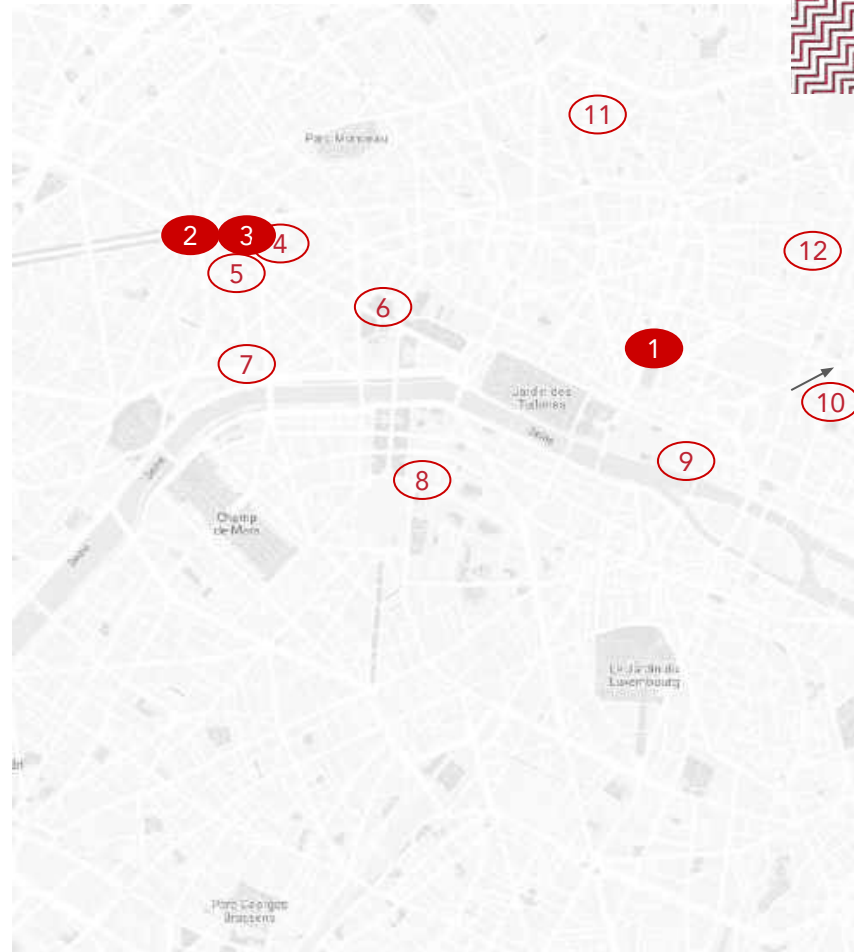 11
Parc Monceau
2
3
4
12
5
6
1
7
Jardin des
Tuileries
10
Seine
9
Seine
8
Champ
de Mars
Seine
Le Jardin du
Luxembourg
Parc Georges
Brassens